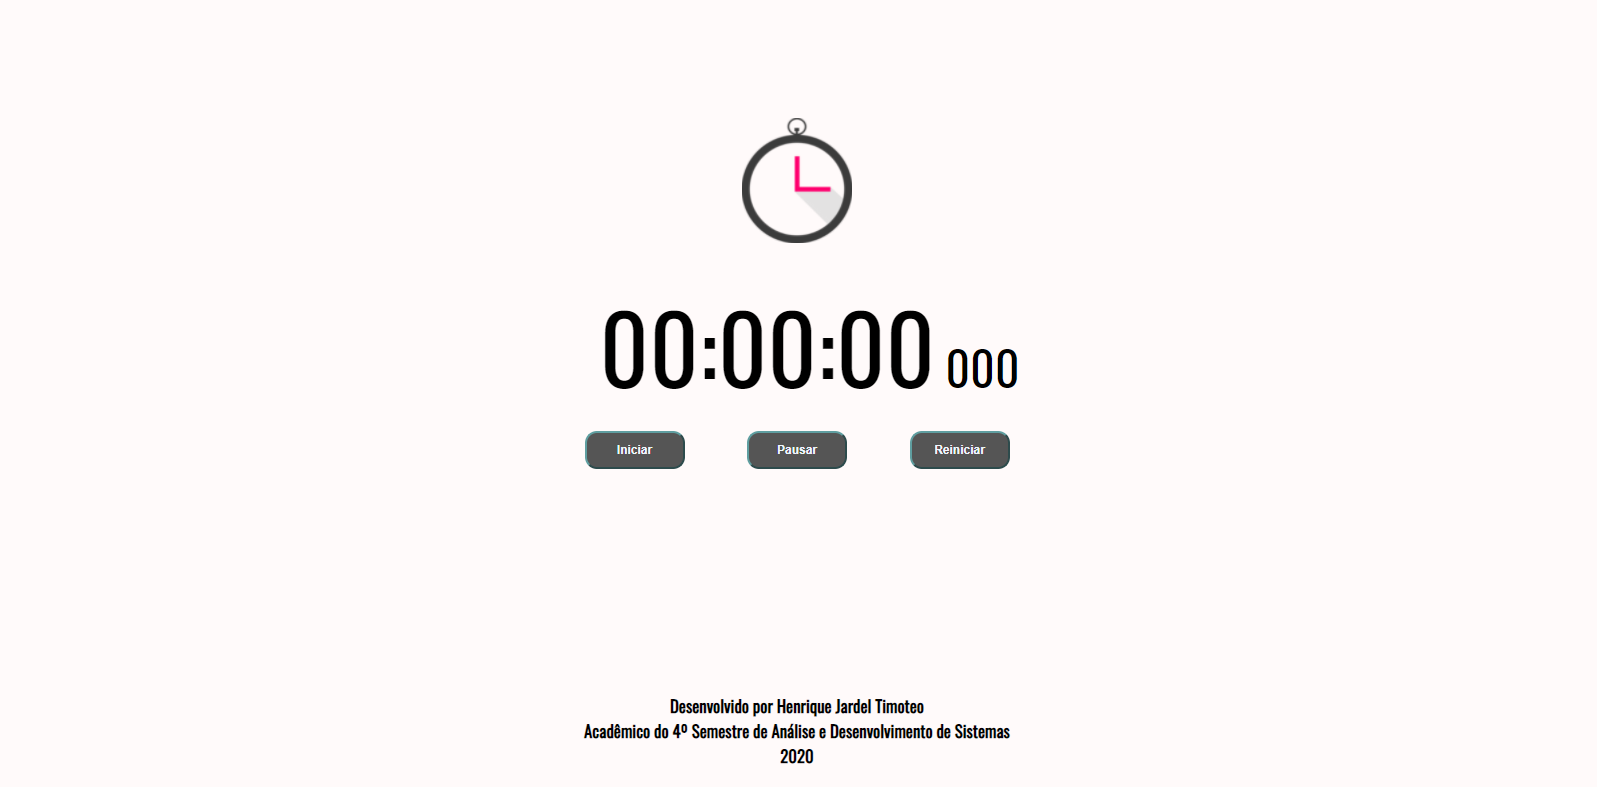 00:00:00 000
Iniciar Pausar Reiniciar
Desenvolvido por Henrique Jardel Timoteo
Acadêmico do 4º Semestre de Análise e Desenvolvimento de Sistemas
2020